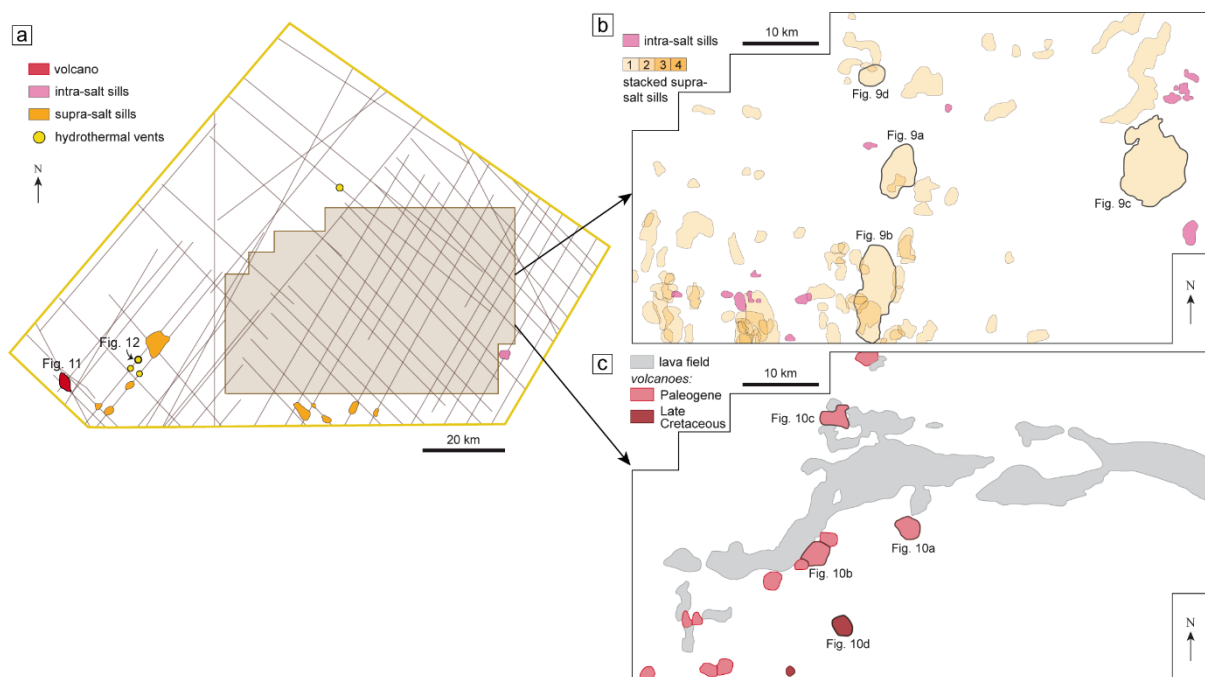 a
volcano
intra-salt sills
supra-salt sills
hydrothermal vents
N
Fig. 12
Fig. 11
20 km
b
10 km
intra-salt sills
1 2 3 4
stacked supra-
salt sills
Fig. 9d
Fig. 9a
Fig. 9c
Fig. 9b
N
c
10 km
lava field
volcanoes:
Paleogene
Late
Cretaceous
Fig. 10c
Fig. 10a
Fig. 10b
Fig. 10d
N